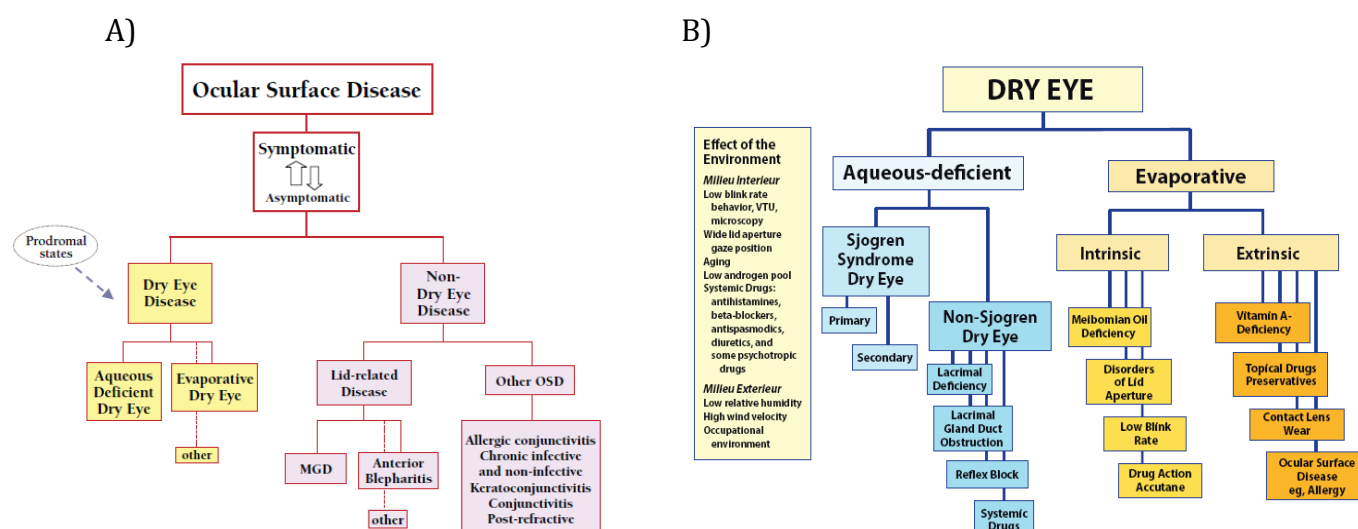 A)
Ocular Surface Disease
Symptomatic
Asymptomatic
Prodromal
states
Dry Eye
Disease
Non-
Dry Eye
Disease
Aqueous
Deficient
Dry Eye
Evaporative
Dry Eye
other
Lid-related
Disease
Other OSD
MGD
Anterior
Blepharitis
other
Allergic conjunctivitis
Chronic infective
and non-infective
Keratoconjunctivitis
Conjunctivitis
Post-refractive
B)
DRY EYE
Effect of the
Environment
Milieu Interieur
Low blink rate
behavior, VTU,
microscopy
Wide lid aperture
gaze position
Aging
Low androgen pool
Systemic Drugs:
antihistamines,
beta-blockers,
antispasmodics,
diuretics, and
some psychotropic
drugs
Milieu Exterieur
Low relative humidity
High wind velocity
Occupational
environment
Aqueous-deficient
Evaporative
Sjogren
Syndrome
Dry Eye
Primary
Secondary
Non-Sjogren
Dry Eye
Lacrimal
Deficiency
Lacrimal
Gland Duct
Obstruction
Reflex Block
Systemic
Drugs
Intrinsic
Meibomian Oil
Deficiency
Disorders
of Lid
Aperture
Low Blink
Rate
Drug Action
Accutane
Extrinsic
Vitamin A-
Deficiency
Topical Drugs
Preservatives
Contact Lens
Wear
Ocular Surface
Disease
eg, Allergy